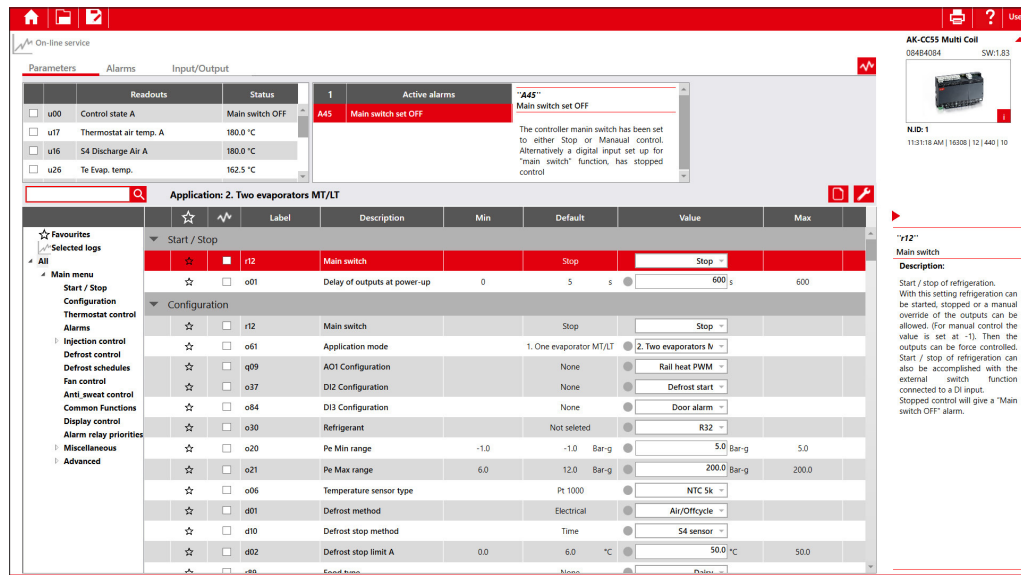 Use
On-line service
Parameters Alarms Input/Output
Readouts Status
u00 Control state A Main switch OFF
u17 Thermostat air temp. A 180.0 °C
u16 S4 Discharge Air A 180.0 °C
u26 Te Evap. temp. 162.5 °C
1 Active alarms
A45 Main switch set OFF
"A45"
Main switch set OFF
The controller manin switch has been set
to either Stop or Manaual control.
Alternatively a digital input set up for
"main switch" function, has stopped
control
AK-CC55 Multi Coil
084B4084 SW:1.83
N.ID: 1
11:31:18 AM | 16308 | 12 | 440 | 10
Application: 2. Two evaporators MT/LT
Label Description Min Default Value Max
Favourites
Selected logs
All
Main menu
Start / Stop
Configuration
Thermostat control
Alarms
Injection control
Defrost control
Defrost schedules
Fan control
Anti_sweat control
Common Functions
Display control
Alarm relay priorities
Miscellaneous
Advanced
Start / Stop
r12 Main switch Stop Stop
o01 Delay of outputs at power-up 0 5 s 600 s 600
Configuration
r12 Main switch Stop Stop
o61 Application mode 1. One evaporator MT/LT 2. Two evaporators M
q09 AO1 Configuration None Rail heat PWM
o37 DI2 Configuration None Defrost start
o84 DI3 Configuration None Door alarm
o30 Refrigerant Not seleted R32
o20 Pe Min range -1.0 -1.0 Bar-g 5.0 Bar-g 5.0
o21 Pe Max range 6.0 12.0 Bar-g 200.0 Bar-g 200.0
o06 Temperature sensor type Pt 1000 NTC 5k
d01 Defrost method Electrical Air/Offcycle
d10 Defrost stop method Time S4 sensor
d02 Defrost stop limit A 0.0 6.0 °C 50.0 °C 50.0
r89 Food type None Dairy
"r12"
Main switch
Description:
Start / stop of refrigeration.
With this setting refrigeration can
be started, stopped or a manual
override of the outputs can be
allowed. (For manual control the
value is set at -1). Then the
outputs can be force controlled.
Start / stop of refrigeration can
also be accomplished with the
external switch function
connected to a DI input.
Stopped control will give a "Main
switch OFF" alarm.